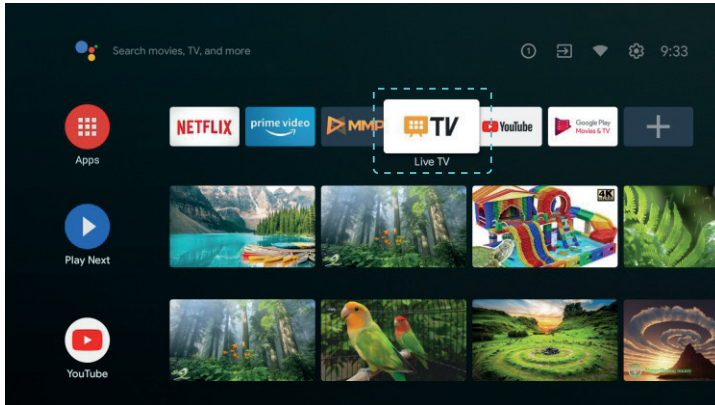 Search movies, TV, and more
1
9:33
NETFLIX
prime video
MMP
TV
YouTube
Google Play
Movies & TV
Apps
Live TV
4K
Play Next
YouTube